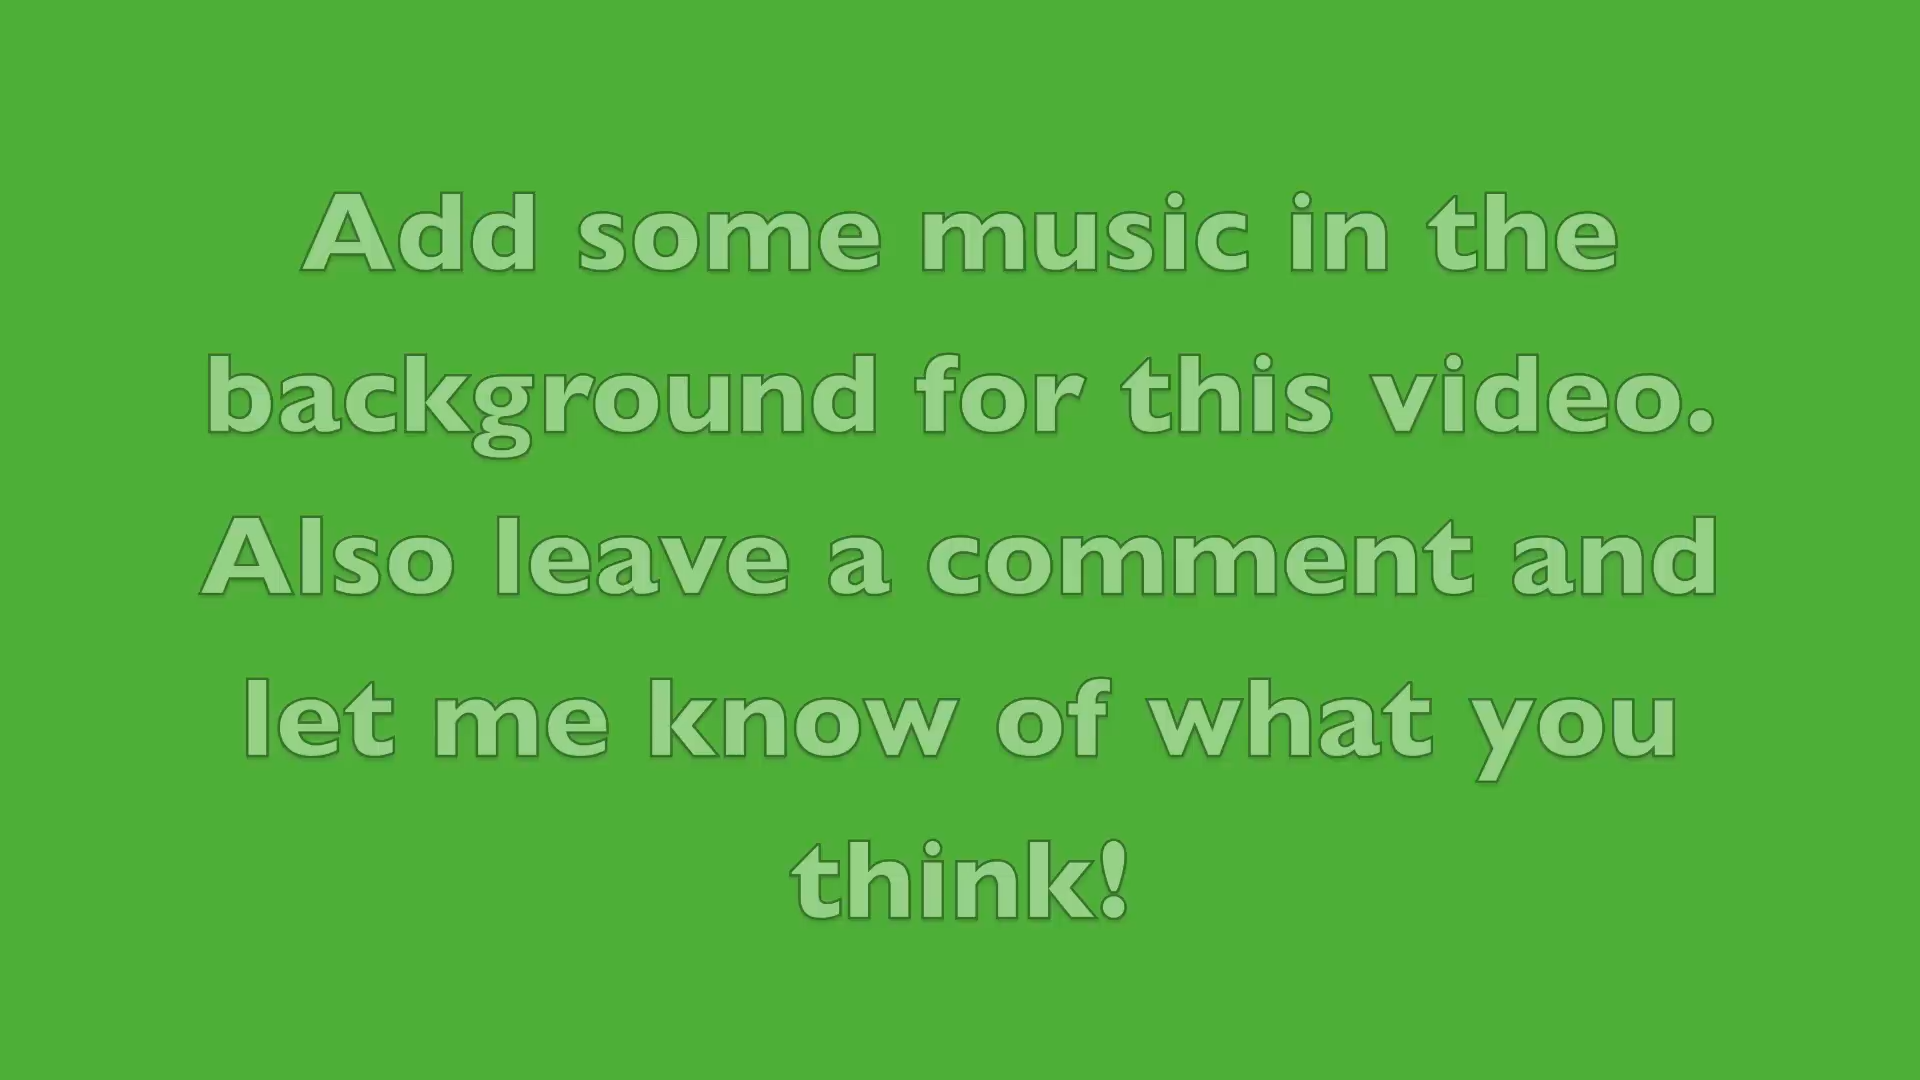 Add some music in the
background for this video.
Also leave a comment and
let me know of what you
think!